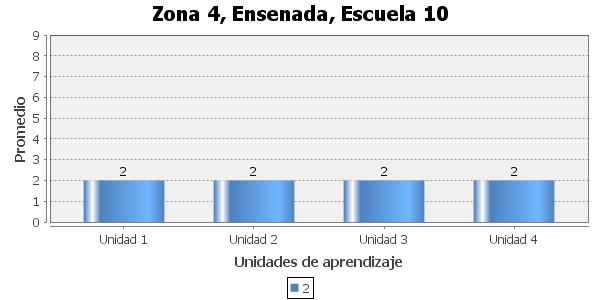 Zona 4, Ensenada, Escuela 10
9
8
7
6
5
4
3
2
1
0
Promedio
2 2 2 2
Unidad 1 Unidad 2 Unidad 3 Unidad 4
Unidades de aprendizaje
2